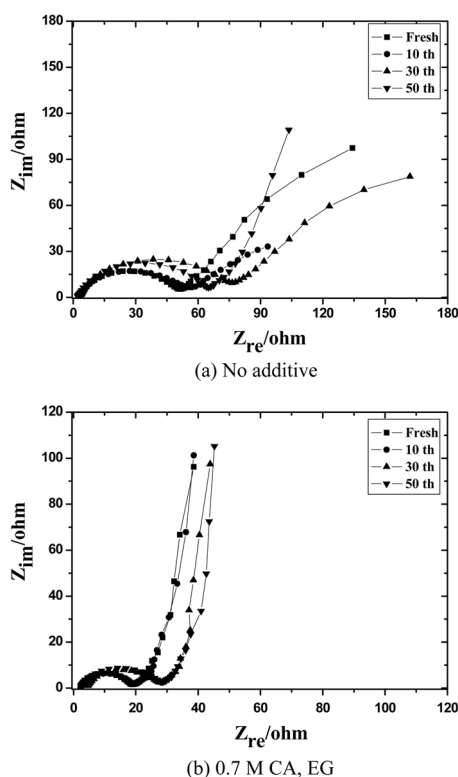 180
150
120
90
60
30
0
Z_im/ohm
Fresh
10 th
30 th
50 th
0 30 60 90 120 150 180
Z_re/ohm
(a) No additive
120
100
80
60
40
20
0
Z_im/ohm
Fresh
10 th
30 th
50 th
0 20 40 60 80 100 120
Z_re/ohm
(b) 0.7 M CA, EG